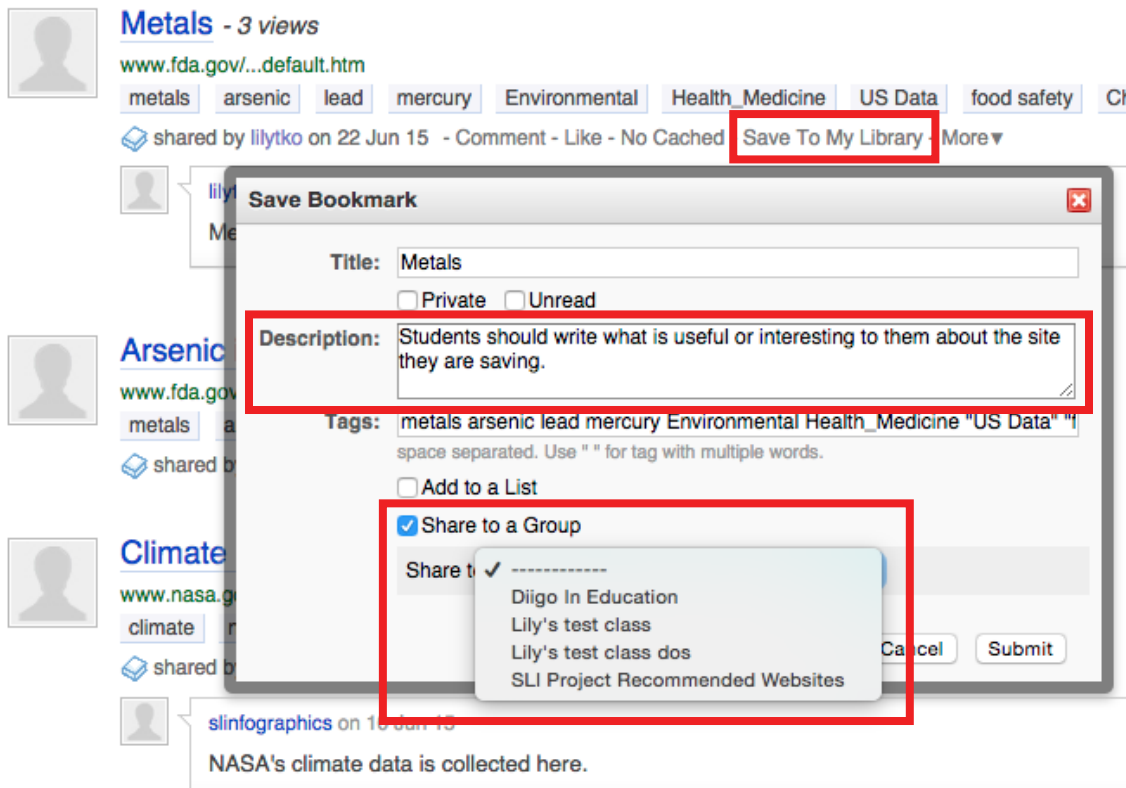 Metals - 3 views
www.fda.gov/...default.htm
metals arsenic lead mercury Environmental Health_Medicine US Data food safety
shared by lilytko on 22 Jun 15 - Comment - Like - No Cached Save To My Library - More▼
Save Bookmark
Title: Metals
Private Unread
Description: Students should write what is useful or interesting to them about the site
they are saving.
Tags: metals arsenic lead mercury Environmental Health_Medicine "US Data" "f
space separated. Use " " for tag with multiple words.
Add to a List
Share to a Group
Share ✓ ------------
Diigo In Education
Lily's test class
Lily's test class dos
SLI Project Recommended Websites
Cancel Submit
Arsenic
www.fda.gov
metals
shared
Climate
www.nasa.g
climate
shared
slinfographics on
NASA's climate data is collected here.